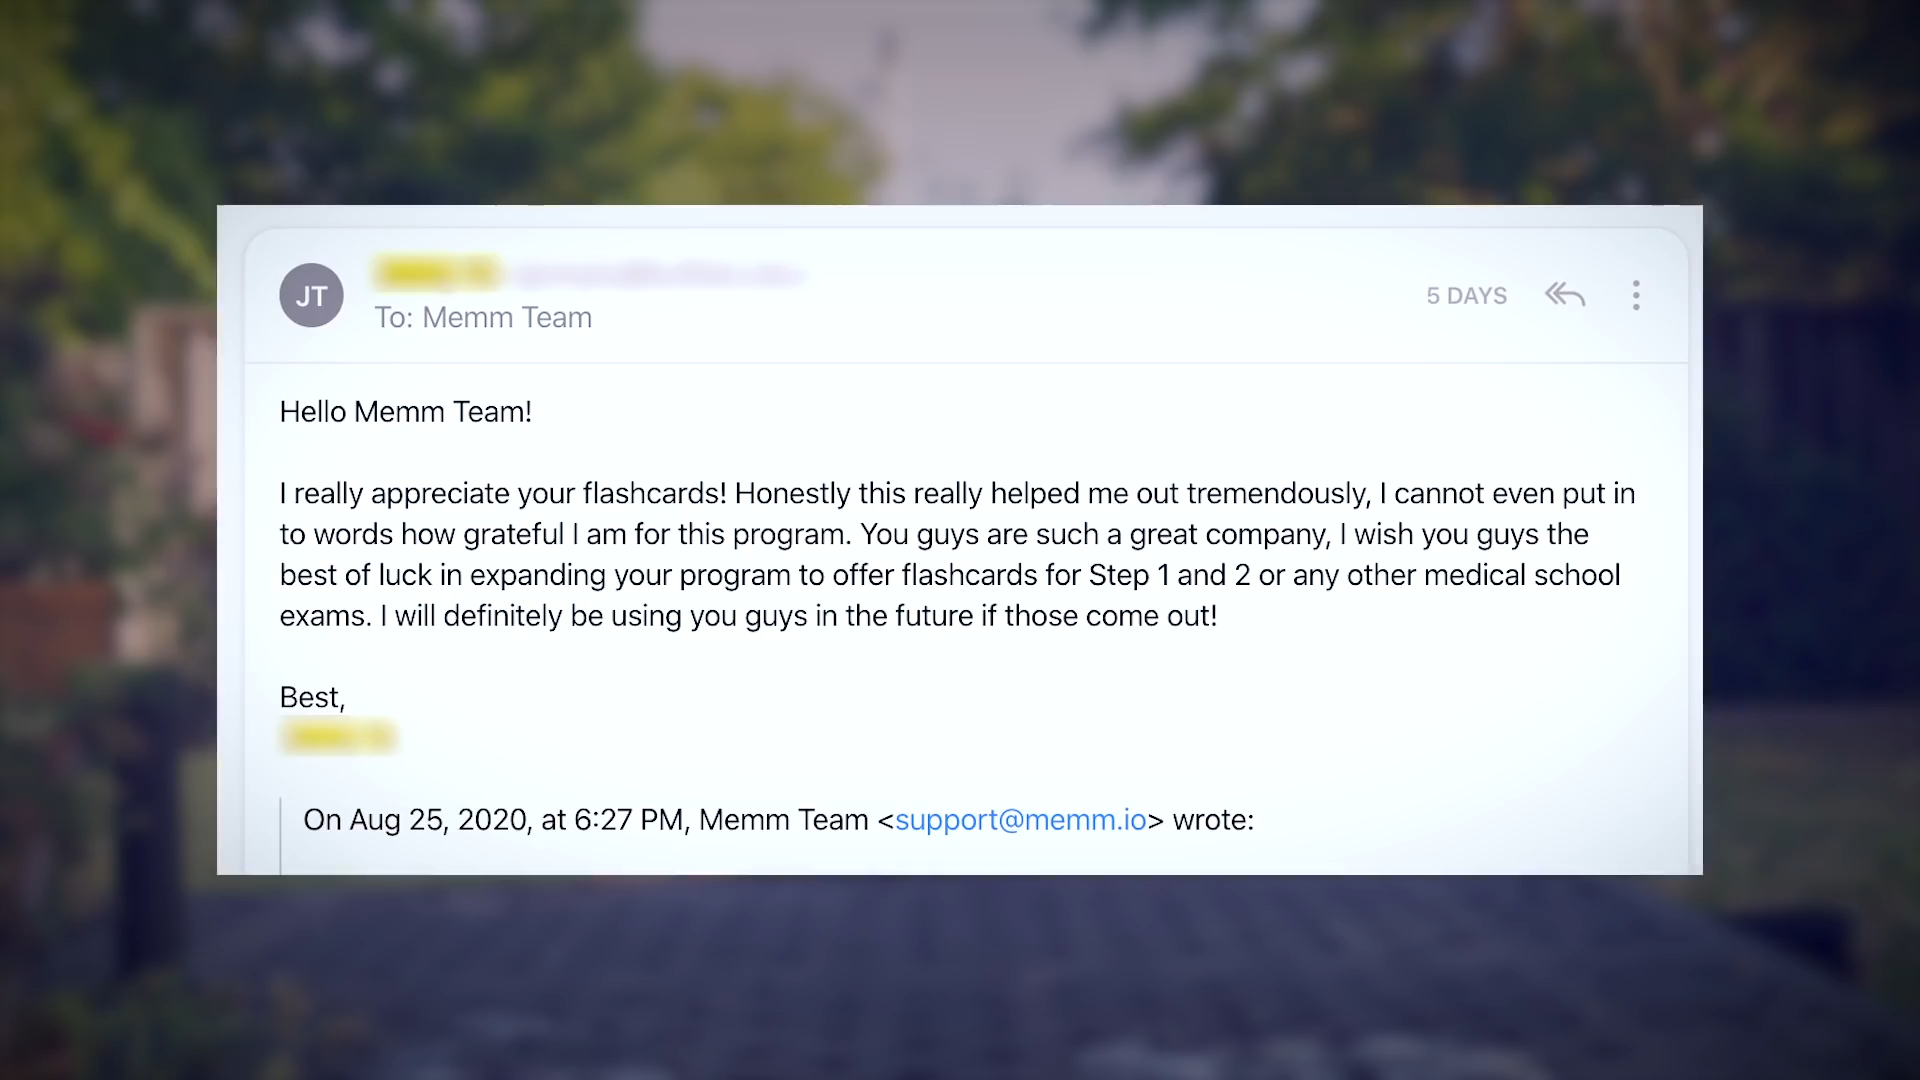 JT
To: Memm Team
5 DAYS
Hello Memm Team!
I really appreciate your flashcards! Honestly this really helped me out tremendously, I cannot even put in
to words how grateful I am for this program. You guys are such a great company, I wish you guys the
best of luck in expanding your program to offer flashcards for Step 1 and 2 or any other medical school
exams. I will definitely be using you guys in the future if those come out!
Best,
On Aug 25, 2020, at 6:27 PM, Memm Team <support@memm.io> wrote: